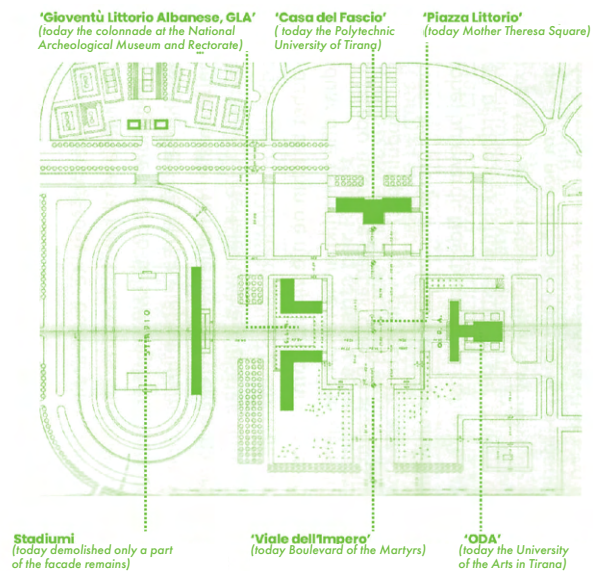 ‘Gioventù Littorio Albanese, GLA’
(today the colonnade at the National
Archeological Museum and Rectorate)
‘Casa del Fascio’
( today the Polytechnic
University of Tirang)
‘Piazza Littorio’
(today Mother Theresa Square)
STADIO
Stadiumi
(today demolished only a part
of the facade remains)
‘Viale dell’Impero’
(today Boulevard of the Martyrs)
‘ODA’
(today the University
of the Arts in Tirana)